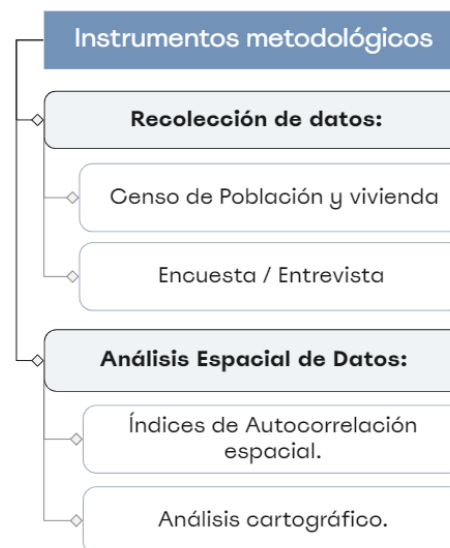 Instrumentos metodológicos
Recolección de datos:
Censo de Población y vivienda
Encuesta / Entrevista
Análisis Espacial de Datos:
Índices de Autocorrelación
espacial.
Análisis cartográfico.